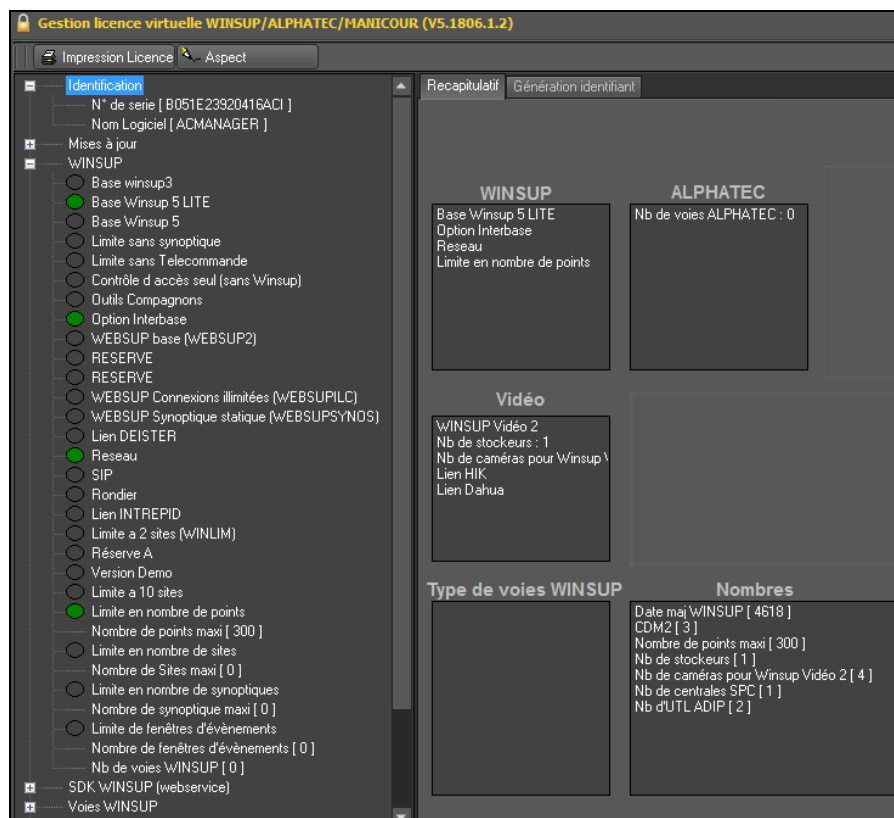 Gestion licence virtuelle WINSUP/ALPHATEC/MANICOUR (V5.1806.1.2)
Impression Licence Aspect
Identification
N° de serie [ B051E23920416ACI ]
Nom Logiciel [ ACMANAGER ]
Mises à jour
WINSUP
Base winsup3
Base Winsup 5 LITE
Base Winsup 5
Limite sans synoptique
Limite sans Telecommande
Contrôle d accès seul (sans Winsup)
Outils Compagnons
Option Interbase
WEBSUP base (WEBSUP2)
RESERVE
RESERVE
WEBSUP Connexions illimitées (WEBSUPILC)
WEBSUP Synoptique statique (WEBSUPSYNOS)
Lien DEISTER
Reseau
SIP
Rondier
Lien INTREPID
Limite a 2 sites (WINLIM)
Réserve A
Version Demo
Limite a 10 sites
Limite en nombre de points
Nombre de points maxi [ 300 ]
Limite en nombre de sites
Nombre de Sites maxi [ 0 ]
Limite en nombre de synoptiques
Nombre de synoptique maxi [ 0 ]
Limite de fenêtres d'évènements
Nombre de fenêtres d'évènements [ 0 ]
Nb de voies WINSUP [ 0 ]
SDK WINSUP (webservice)
Voies WINSUP
Recapitulatif Génération identifiant
WINSUP
Base Winsup 5 LITE
Option Interbase
Reseau
Limite en nombre de points
ALPHATEC
Nb de voies ALPHATEC : 0
Vidéo
WINSUP Vidéo 2
Nb de stockeurs : 1
Nb de caméras pour Winsup V
Lien HIK
Lien Dahua
Type de voies WINSUP
Nombres
Date maj WINSUP [ 4618 ]
CDM2 [ 3 ]
Nombre de points maxi [ 300 ]
Nb de stockeurs [ 1 ]
Nb de caméras pour Winsup Vidéo 2 [ 4 ]
Nb de centrales SPC [ 1 ]
Nb d'UTL ADIP [ 2 ]